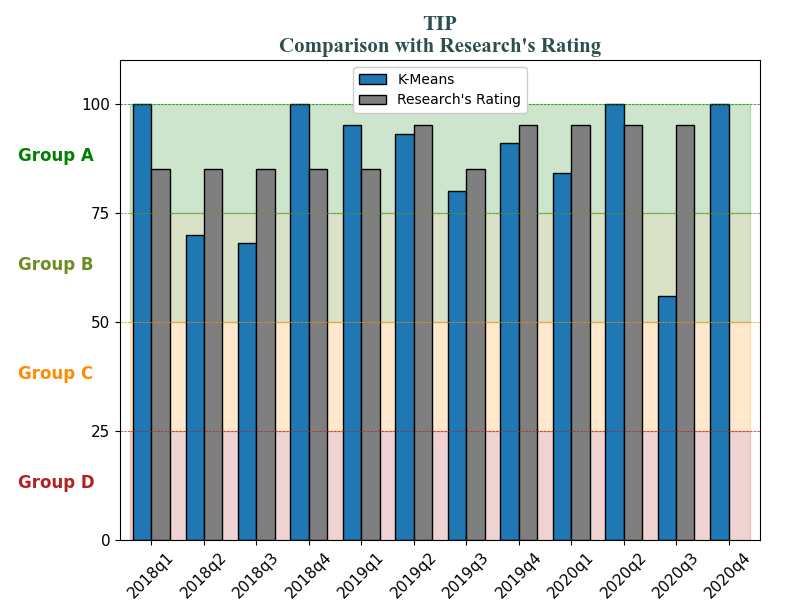 TIP
Comparison with Research's Rating
K-Means
Research's Rating
100
Group A
75
Group B
50
Group C
25
Group D
0
2018q1
2018q2
2018q3
2018q4
2019q1
2019q2
2019q3
2019q4
2020q1
2020q2
2020q3
2020q4